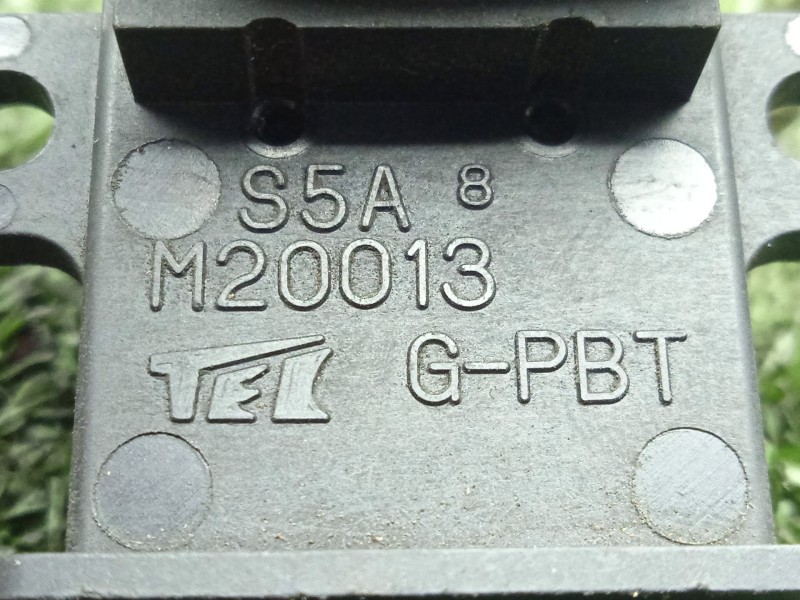 S5A 8
M20013
TEC G-PBT